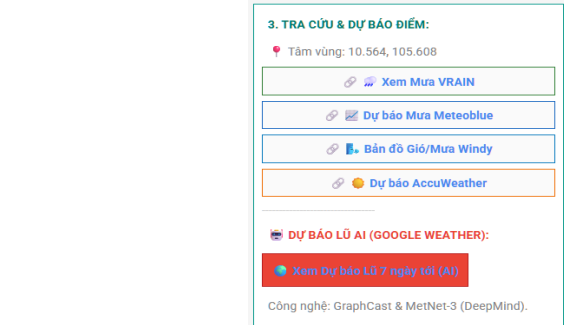 3. TRA CỨU & DỰ BÁO ĐIỂM:
Tâm vùng: 10.564, 105.608
Xem Mưa VRAIN
Dự báo Mưa Meteoblue
Bản đồ Gió/Mưa Windy
Dự báo AccuWeather
DỰ BÁO LŨ AI (GOOGLE WEATHER):
Xem Dự báo Lũ 7 ngày tới (AI)
Công nghệ: GraphCast & MetNet-3 (DeepMind).